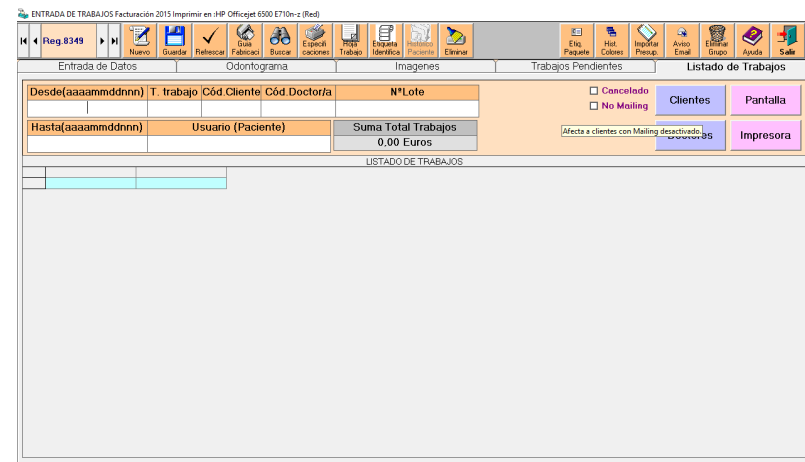 ENTRADA DE TRABAJOS Facturación 2015 Imprimir en :HP Officejet 6500 E710n-z (Red)
Reg.8349
Nuevo Guardar Refrescar Guia Fabricaci Buscar Especifi caciones Hoja Trabajo Etiqueta Identifica Histórico Paciente Eliminar Etiq. Paquete Hist. Colores Importar Presup. Aviso Email Eliminar Grupo Ayuda Salir
Entrada de Datos Odontograma Imagenes Trabajos Pendientes Listado de Trabajos
Desde(aaaammddnnn) T. trabajo Cód.Cliente Cód.Doctor/a NºLote
Cancelado
No Mailing
Clientes Pantalla
Hasta(aaaammddnnn) Usuario (Paciente) Suma Total Trabajos
0,00 Euros
Afecta a clientes con Mailing desactivado.
Doctores Impresora
LISTADO DE TRABAJOS